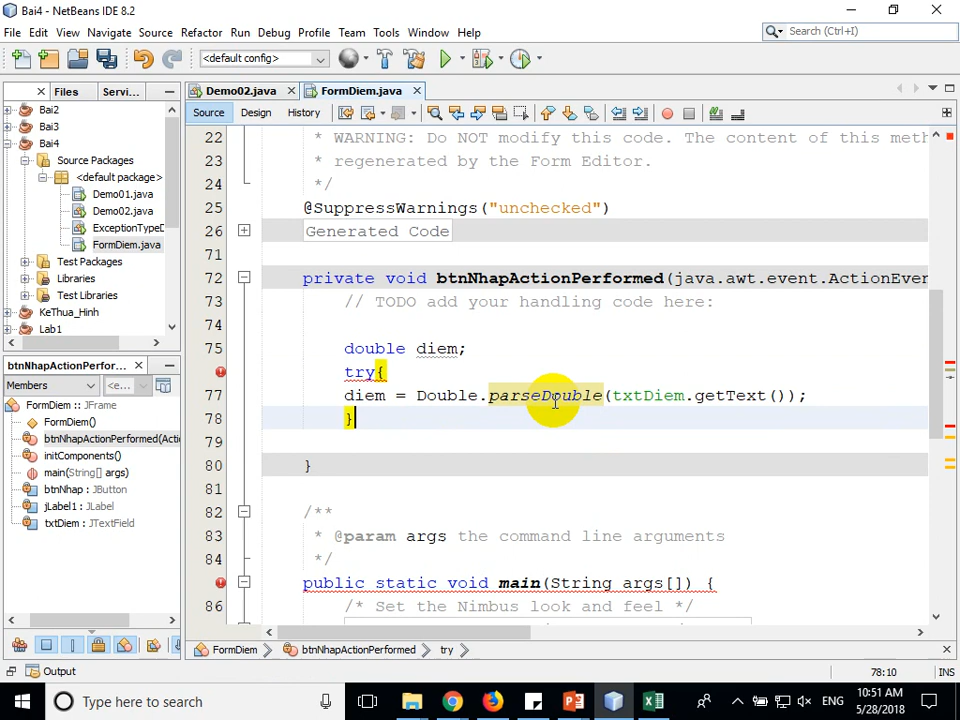 Bai4 - NetBeans IDE 8.2
File Edit View Navigate Source Refactor Run Debug Profile Team Tools Window Help
Search (Ctrl+I)
<default config>
Files Servi...
Demo02.java FormDiem.java
Source Design History
Bai2
Bai3
Bai4
Source Packages
<default package>
Demo01.java
Demo02.java
ExceptionTypeD
FormDiem.java
Test Packages
Libraries
Test Libraries
KeThua_Hinh
Lab1
btnNhapActionPerfor...
Members <e...
FormDiem :: JFrame
FormDiem()
btnNhapActionPerformed(Actio
initComponents()
main(String[] args)
btnNhap : JButton
jLabel1 : JLabel
txtDiem : JTextField
22 * WARNING: Do NOT modify this code. The content of this meth
23 * regenerated by the Form Editor.
24 */
25 @SuppressWarnings("unchecked")
26 Generated Code
71
72 private void btnNhapActionPerformed(java.awt.event.ActionEven
73 // TODO add your handling code here:
74
75 double diem;
try{
77 diem = Double.parseDouble(txtDiem.getText());
78 }
79
80 }
81
82 /**
83 * @param args the command line arguments
84 */
public static void main(String args[]) {
86 /* Set the Nimbus look and feel */
FormDiem btnNhapActionPerformed try
Output
78:10 INS
Type here to search
ENG
10:51 AM
5/28/2018